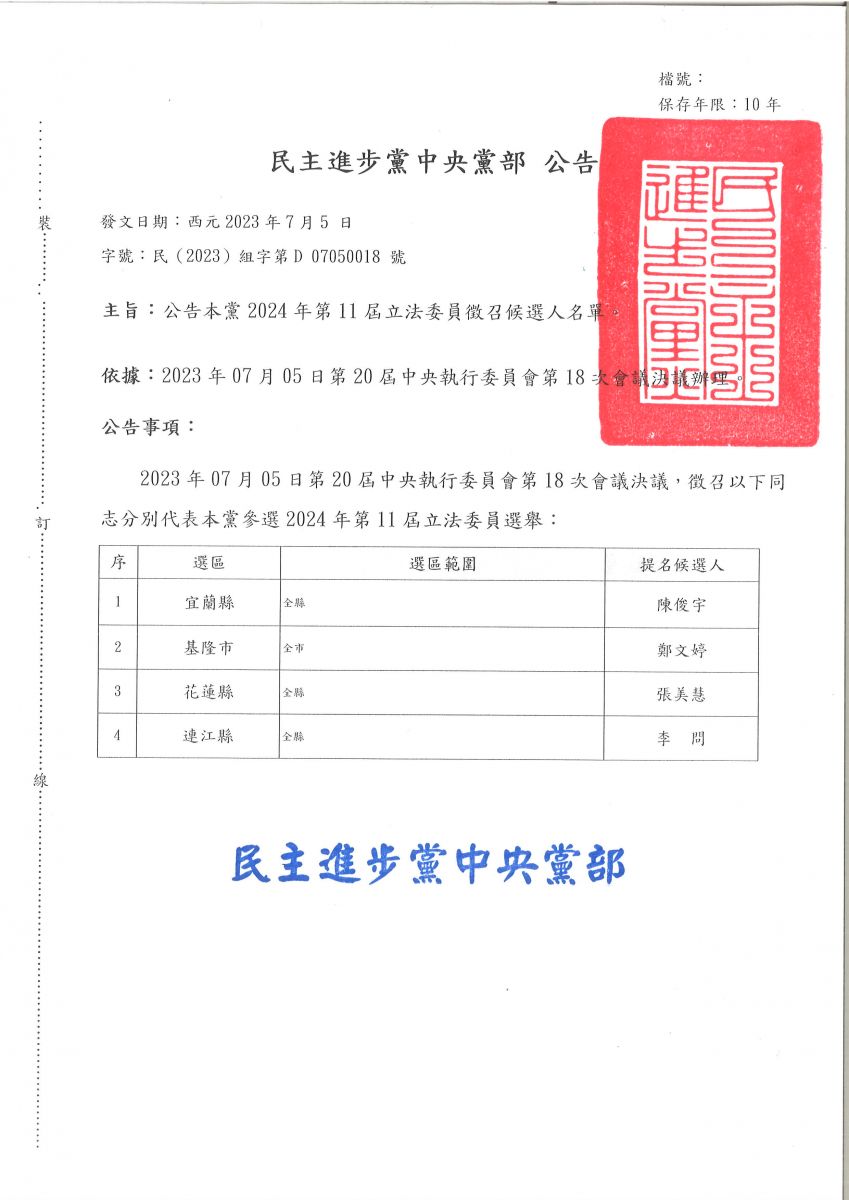 檔號：
保存年限：10 年
民主進步黨中央黨部 公告
發文日期：西元 2023 年 7 月 5 日
字號：民（2023）組字第 D 07050018 號
主旨：公告本黨 2024 年第 11 屆立法委員徵召候選人名單。
依據：2023 年 07 月 05 日第 20 屆中央執行委員會第 18 次會議決議辦理。
公告事項：
2023 年 07 月 05 日第 20 屆中央執行委員會第 18 次會議決議，徵召以下同
志分別代表本黨參選 2024 年第 11 屆立法委員選舉：
序 選區 選區範圍 提名候選人
1 宜蘭縣 全縣 陳俊宇
2 基隆市 全市 鄭文婷
3 花蓮縣 全縣 張美慧
4 連江縣 全縣 李 問
民主進步黨中央黨部
裝
訂
線